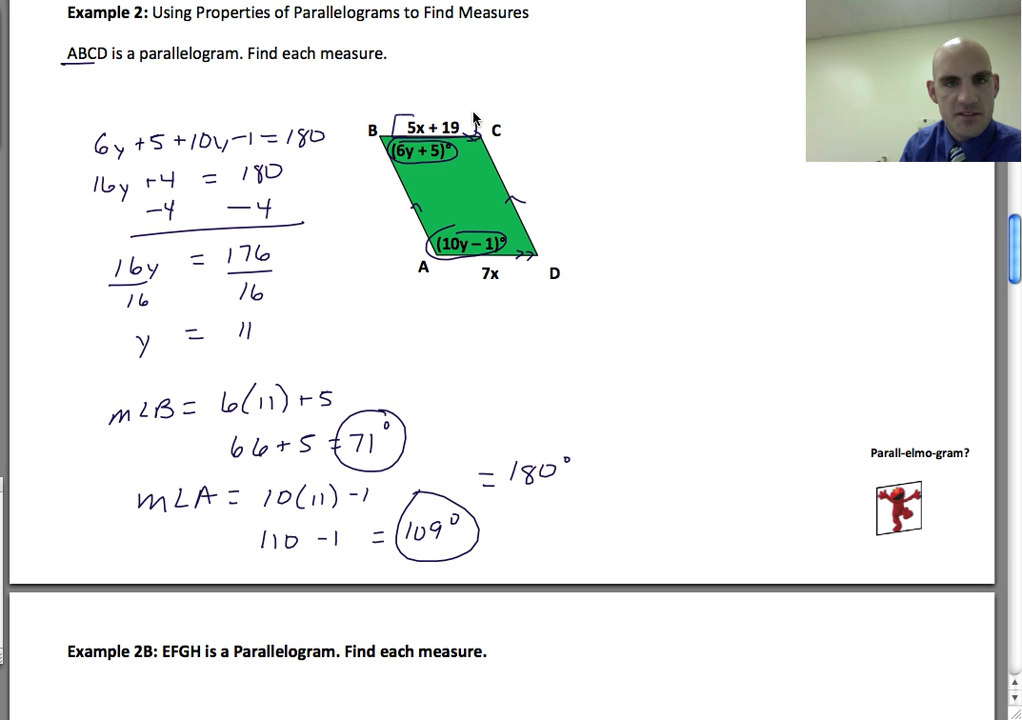 Example 2: Using Properties of Parallelograms to Find Measures
ABCD is a parallelogram. Find each measure.
6y + 5 + 10y - 1 = 180
16y + 4 = 180
-4 -4
16y = 176
16 16
y = 11
B 5x + 19 C
(6y + 5)°
(10y – 1)°
A 7x D
m∠B = 6(11) + 5
66 + 5 = 71°
m∠A = 10(11) - 1
110 - 1 = 109°
= 180°
Parall-elmo-gram?
Example 2B: EFGH is a Parallelogram. Find each measure.